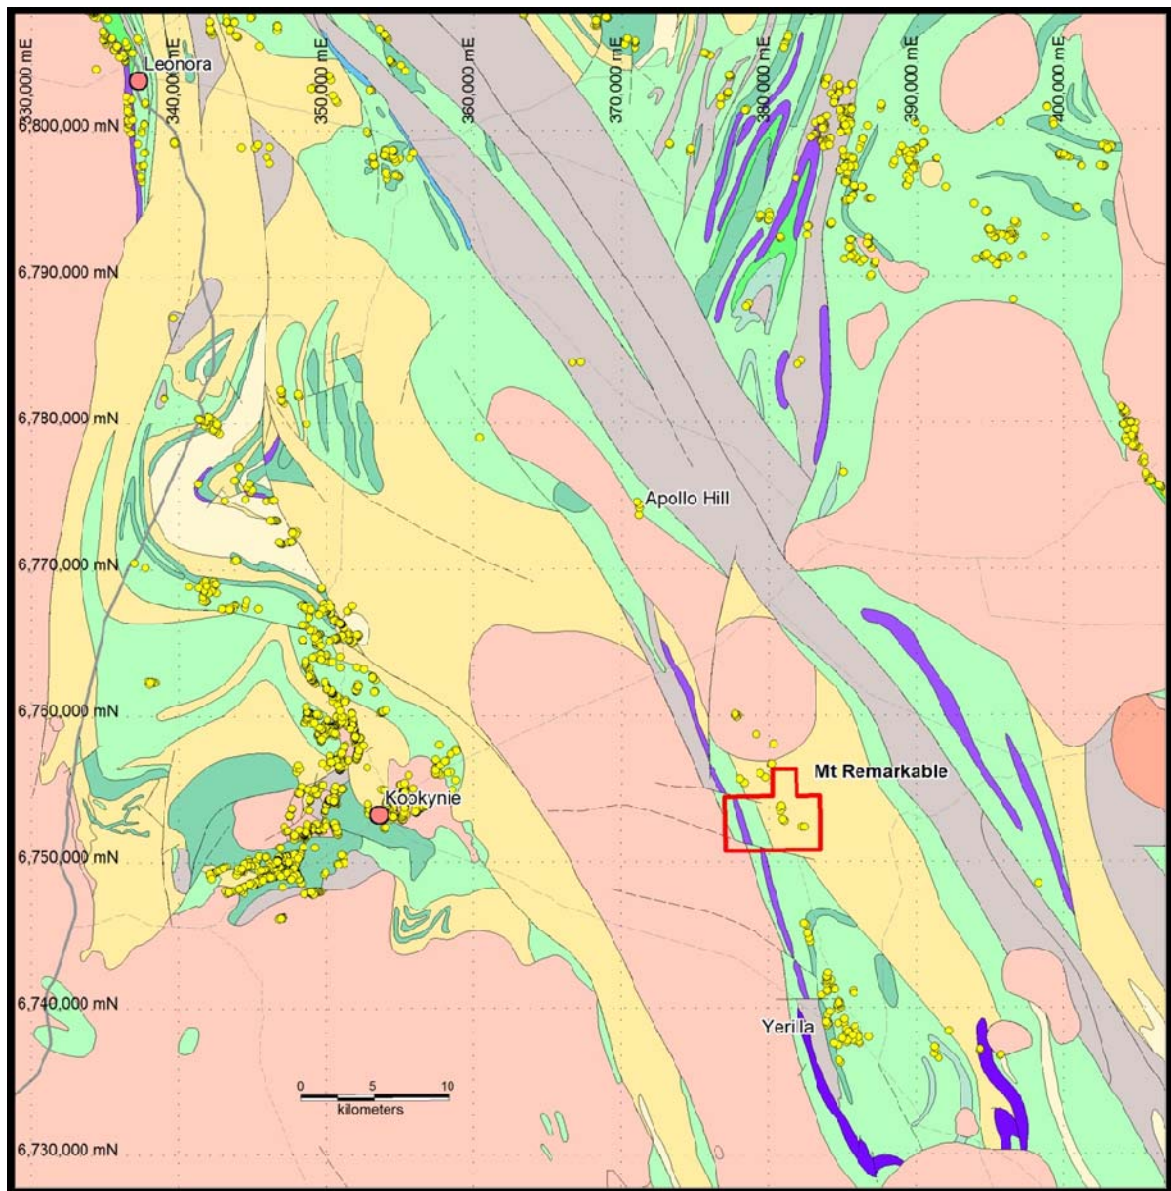 330,000 mE
340,000 mE
350,000 mE
360,000 mE
370,000 mE
380,000 mE
390,000 mE
400,000 mE
Leonora
6,800,000 mN
6,790,000 mN
6,780,000 mN
Apollo Hill
6,770,000 mN
6,760,000 mN
Mt Remarkable
Kookynie
6,750,000 mN
6,740,000 mN
Yerilla
0 5 10
kilometers
6,730,000 mN